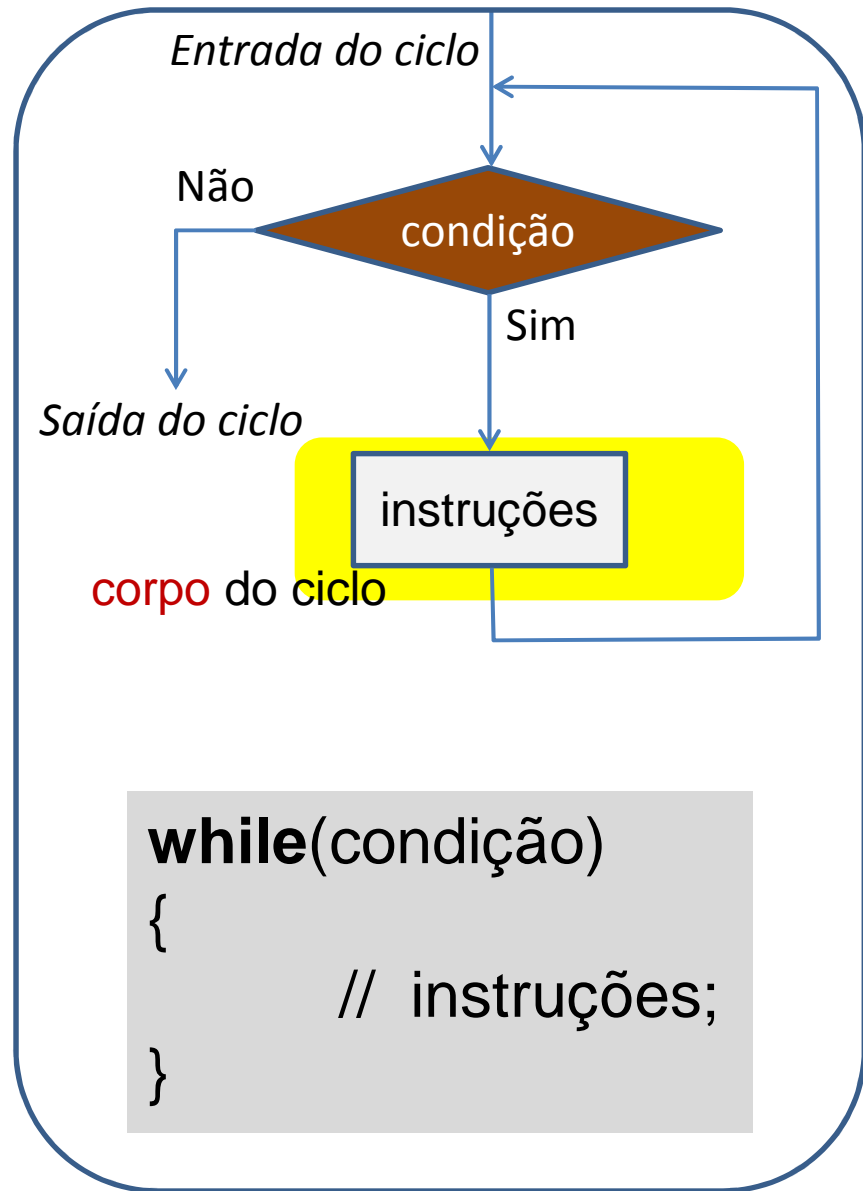 Entrada do ciclo
Não
condição
Sim
Saída do ciclo
instruções
corpo do ciclo
while(condição)
{
// instruções;
}